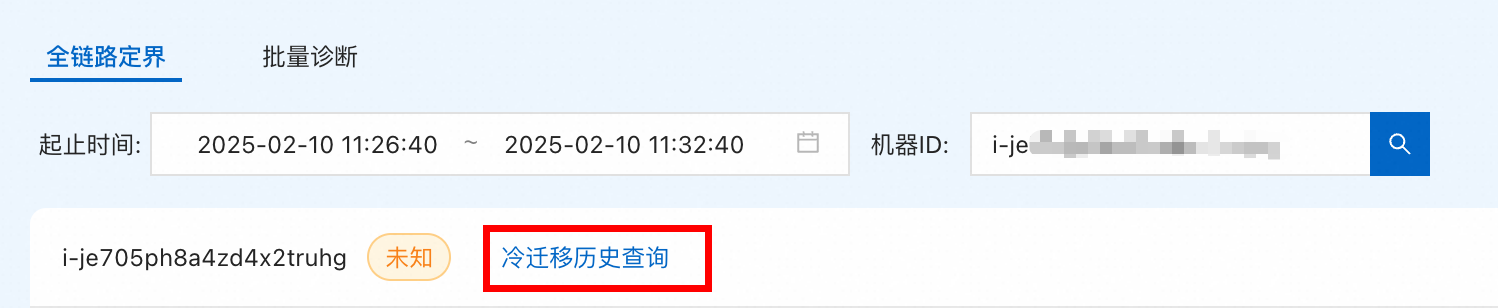 全链路定界 批量诊断
起止时间: 2025-02-10 11:26:40 ~ 2025-02-10 11:32:40 机器ID: i-je
i-je705ph8a4zd4x2truhg 未知 冷迁移历史查询